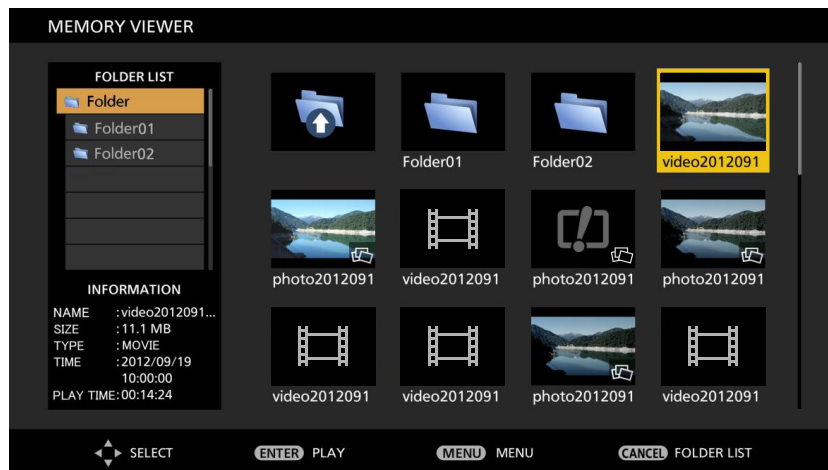 MEMORY VIEWER
FOLDER LIST
Folder
Folder01
Folder02
INFORMATION
NAME :video2012091...
SIZE :11.1 MB
TYPE :MOVIE
TIME :2012/09/19
10:00:00
PLAY TIME:00:14:24
Folder01 Folder02 video2012091
photo2012091 video2012091 photo2012091 photo2012091
video2012091 video2012091 photo2012091 video2012091
SELECT ENTER PLAY MENU MENU CANCEL FOLDER LIST